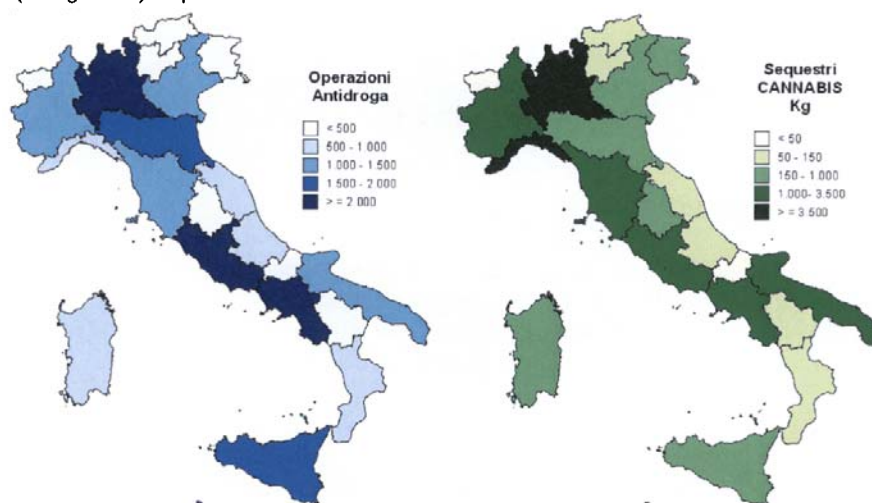 Operazioni
Antidroga
< 500
500 - 1 000
1 000 - 1 500
1 500 - 2 000
> = 2 000
Sequestri
CANNABIS
Kg
< 50
50 - 150
150 - 1.000
1.000- 3.500
> = 3 500